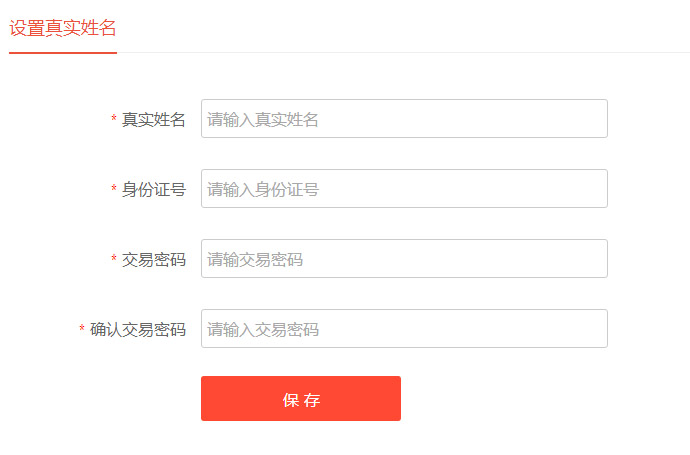 设置真实姓名
* 真实姓名 请输入真实姓名
* 身份证号 请输入身份证号
* 交易密码 请输交易密码
* 确认交易密码 请输入交易密码
保 存